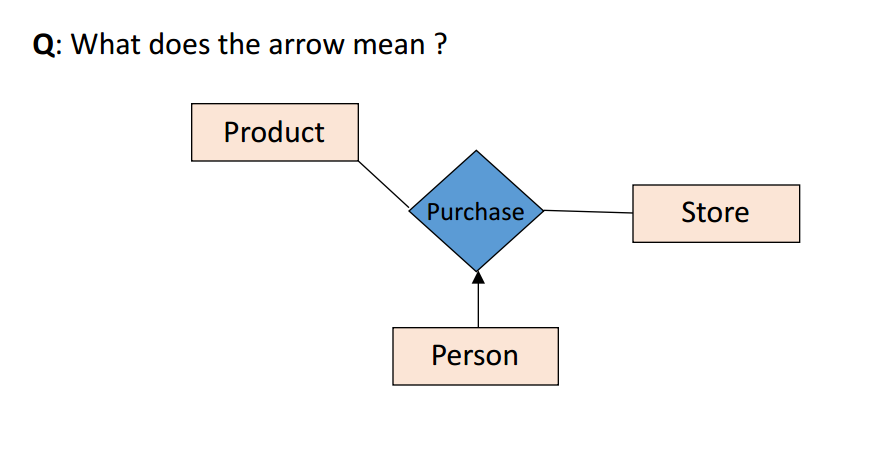 Q: What does the arrow mean ?
Product
Purchase
Store
Person